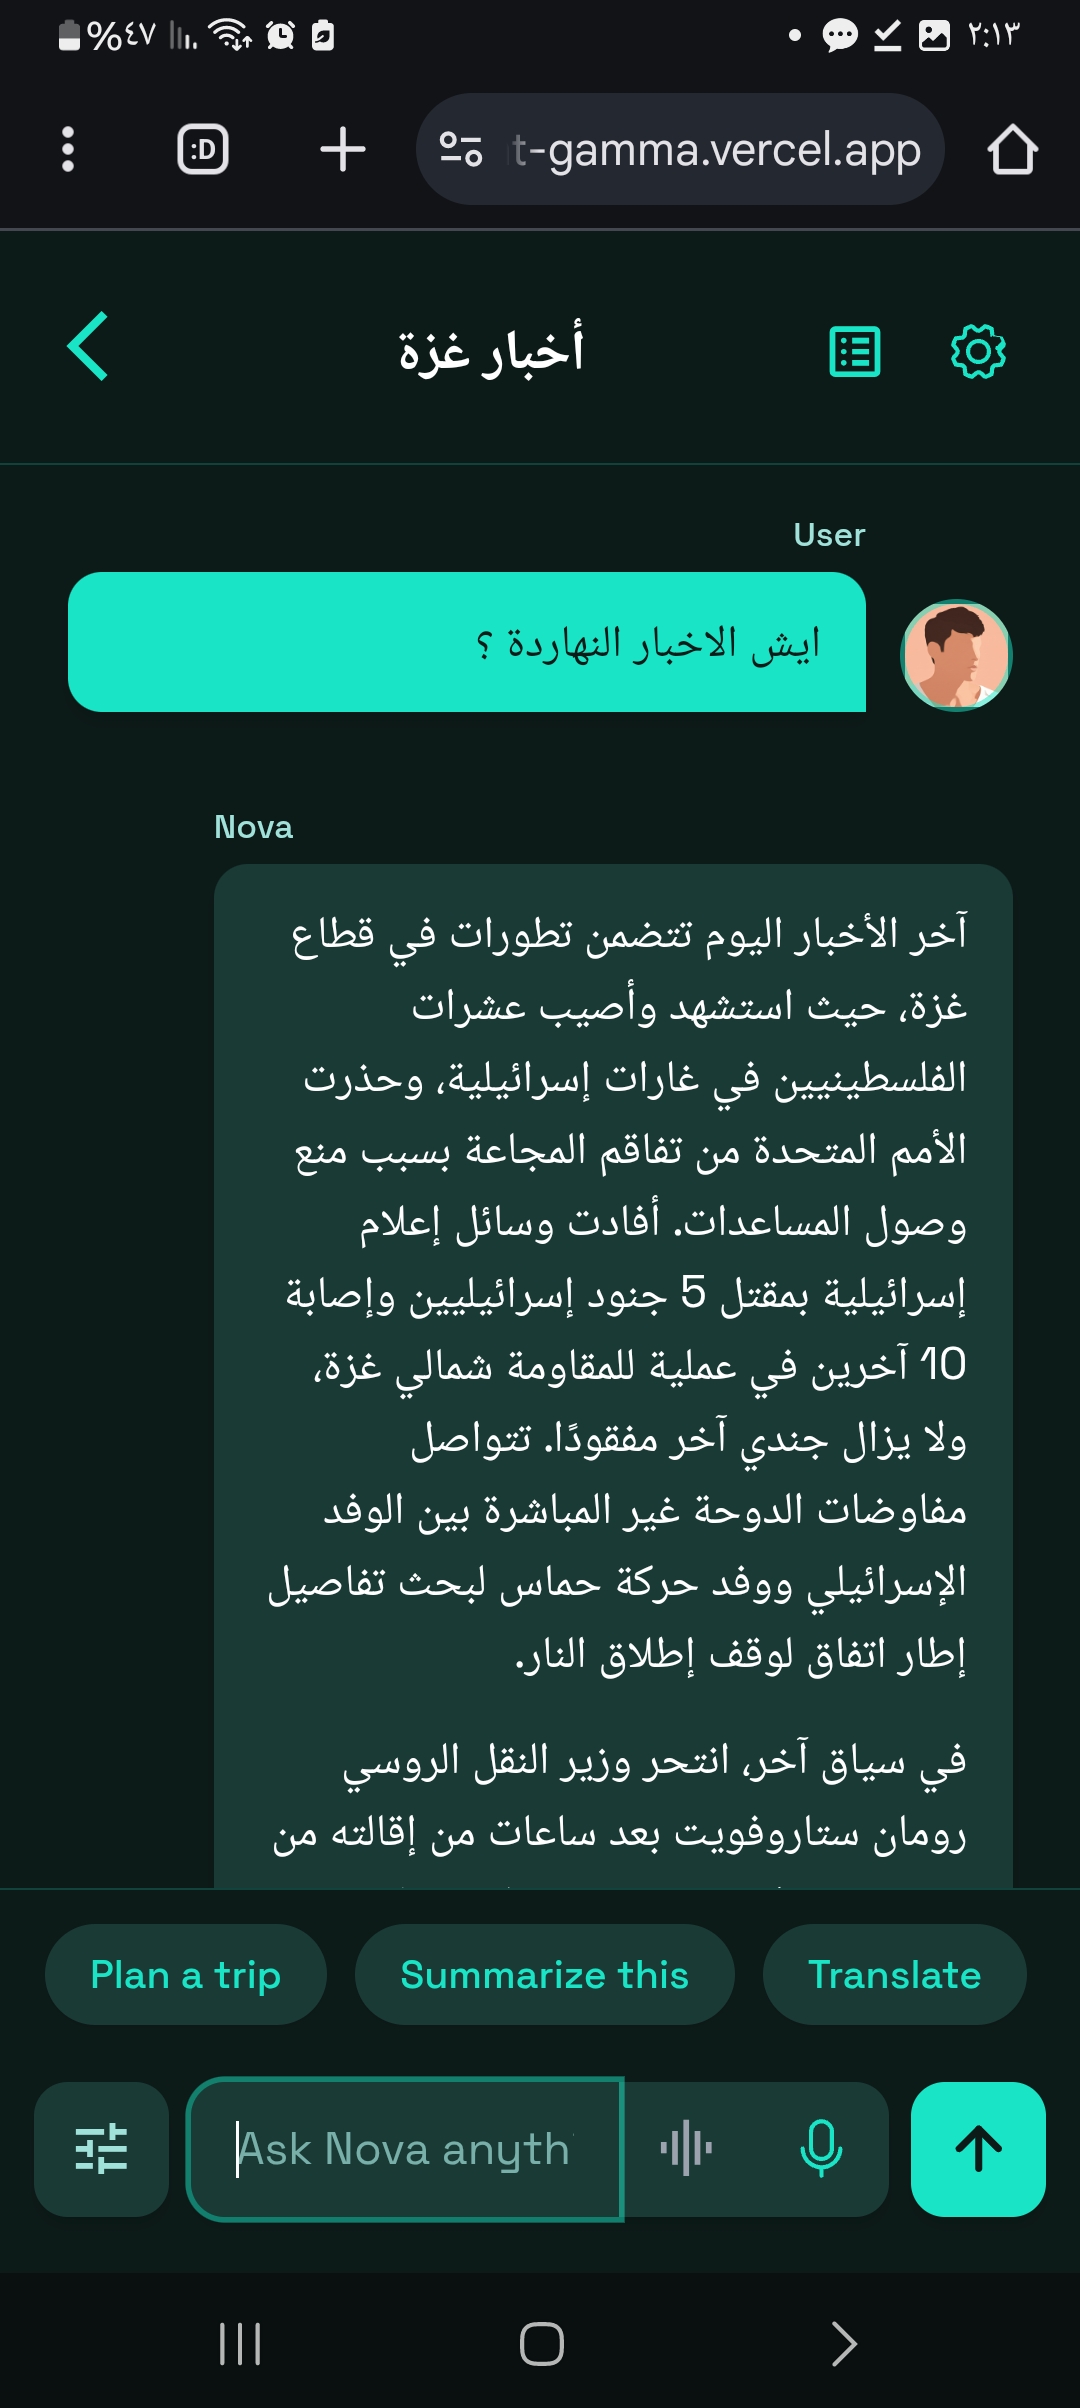 %٤٧
٢:١٣
:D
t-gamma.vercel.app
أخبار غزة
User
ايش الاخبار النهاردة ؟
Nova
آخر الأخبار اليوم تتضمن تطورات في قطاع
غزة، حيث استشهد وأصيب عشرات
الفلسطينيين في غارات إسرائيلية، وحذرت
الأمم المتحدة من تفاقم المجاعة بسبب منع
وصول المساعدات. أفادت وسائل إعلام
إسرائيلية بمقتل 5 جنود إسرائيليين وإصابة
10 آخرين في عملية للمقاومة شمالي غزة،
ولا يزال جندي آخر مفقودًا. تتواصل
مفاوضات الدوحة غير المباشرة بين الوفد
الإسرائيلي ووفد حركة حماس لبحث تفاصيل
إطار اتفاق لوقف إطلاق النار.
في سياق آخر، انتحر وزير النقل الروسي
رومان ستاروفويت بعد ساعات من إقالته من
Plan a trip
Summarize this
Translate
Ask Nova anyth